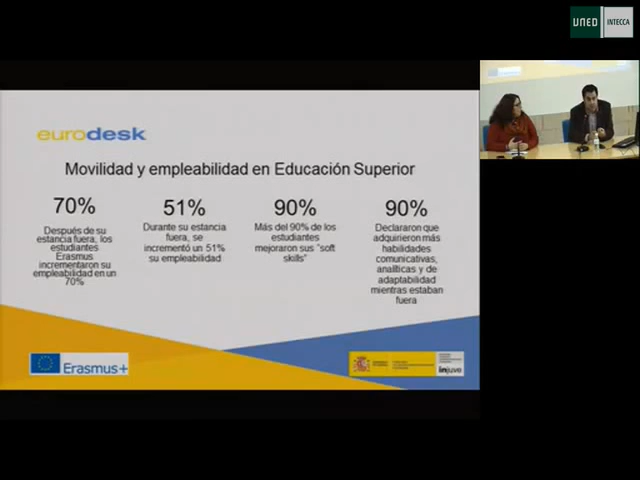 UNED
INTECCA
eurodesk
Movilidad y empleabilidad en Educación Superior
70%
Después de su
estancia fuera, los
estudiantes
Erasmus
incrementaron su
empleabilidad en un
70%
51%
Durante su estancia
fuera, se
incrementó un 51%
su empleabilidad
90%
Más del 90% de los
estudiantes
mejoraron sus "soft
skills"
90%
Declararon que
adquirieron más
habilidades
comunicativas,
analíticas y de
adaptabilidad
mientras estaban
fuera
Erasmus+
injuve